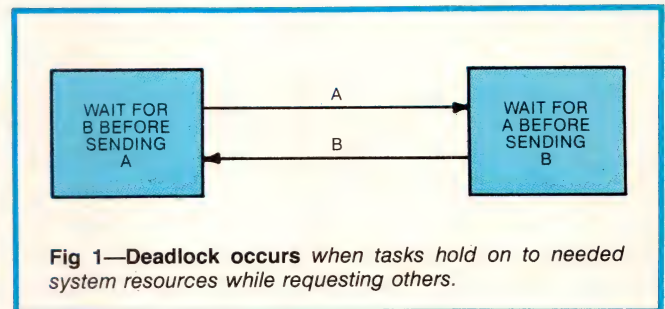 WAIT FOR
B BEFORE
SENDING
A
A
B
WAIT FOR
A BEFORE
SENDING
B
Fig 1—Deadlock occurs when tasks hold on to needed
system resources while requesting others.